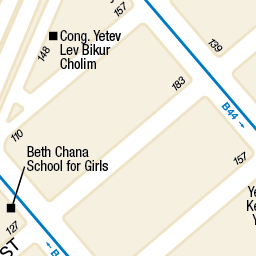 157
Cong. Yetev
Lev Bikur
Cholim
148
139
183
B44
110
Beth Chana
School for Girls
157
127
ST